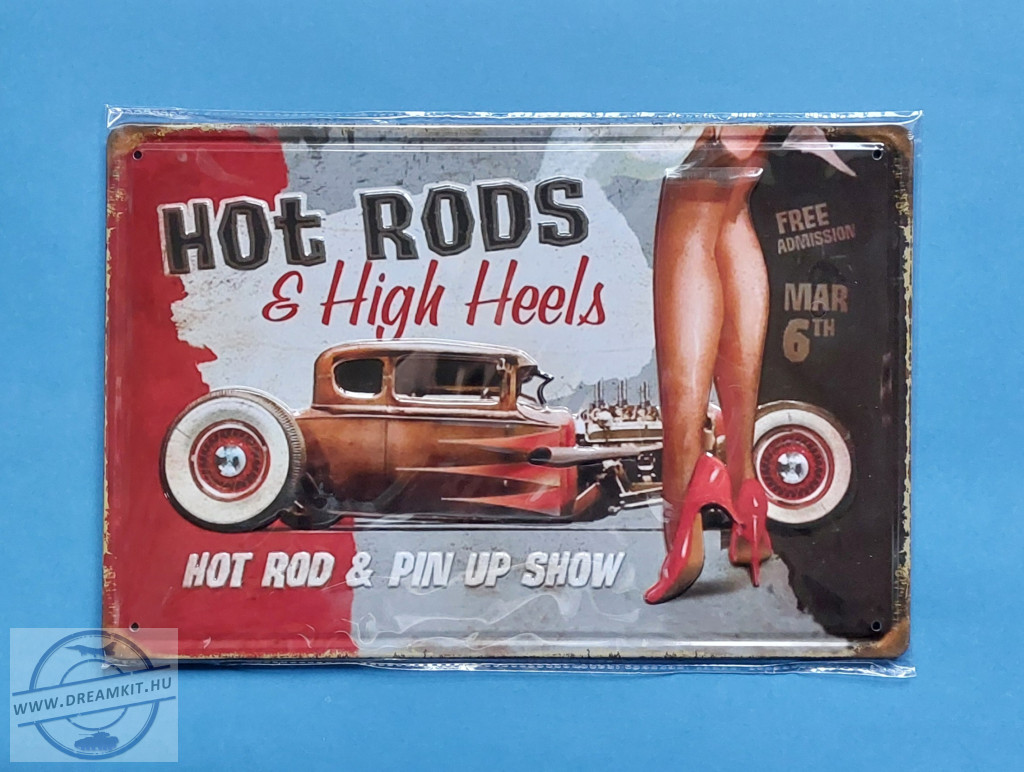 Hot RODS
& High Heels
FREE
ADMISSION
MAR
6TH
HOT ROD & PIN UP SHOW
WWW.DREAMKIT.HU